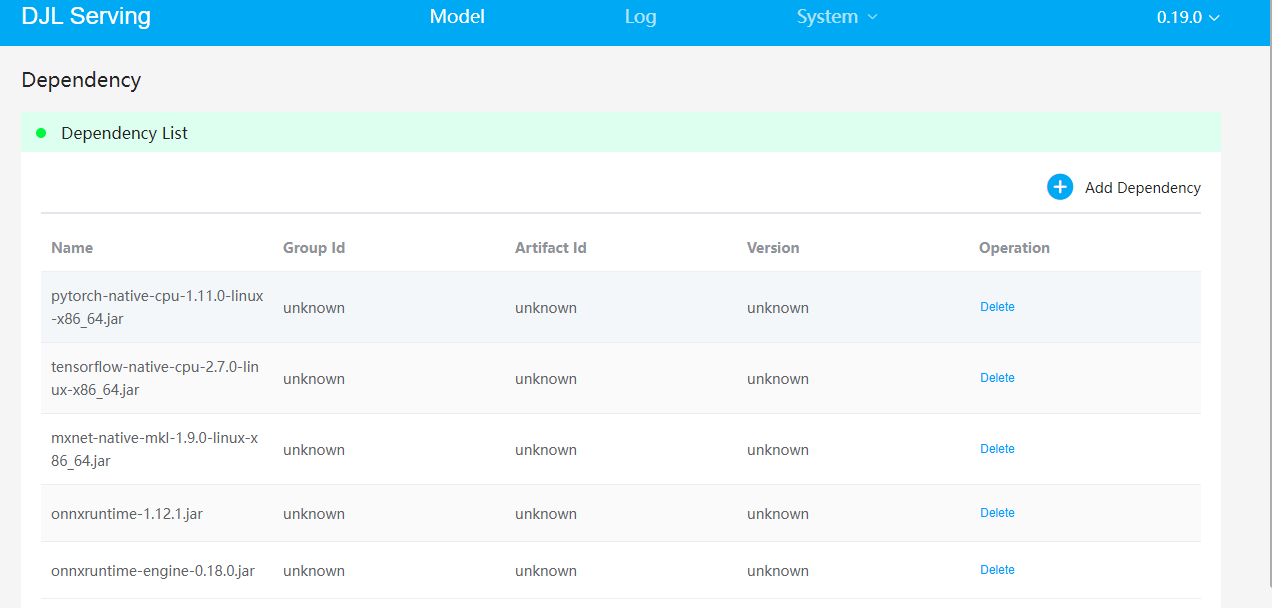 DJL Serving Model Log System 0.19.0
Dependency
Dependency List
Add Dependency
Name Group Id Artifact Id Version Operation
pytorch-native-cpu-1.11.0-linux
-x86_64.jar
unknown unknown unknown Delete
tensorflow-native-cpu-2.7.0-lin
ux-x86_64.jar
unknown unknown unknown Delete
mxnet-native-mkl-1.9.0-linux-x
86_64.jar
unknown unknown unknown Delete
onnxruntime-1.12.1.jar unknown unknown unknown Delete
onnxruntime-engine-0.18.0.jar unknown unknown unknown Delete